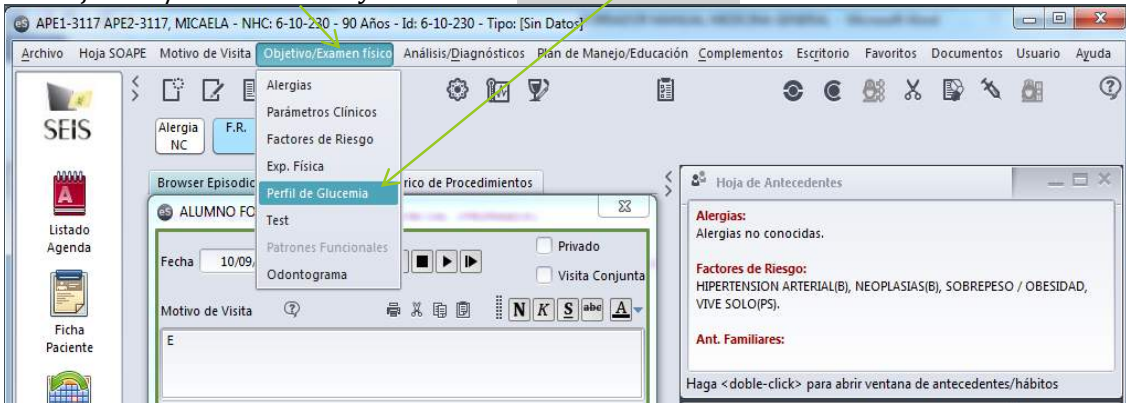 APE1-3117 APE2-3117, MICAELA - NHC: 6-10-230 - 90 Años - Id: 6-10-230 - Tipo: [Sin Datos]
Archivo Hoja SOAPE Motivo de Visita Objetivo/Examen físico Análisis/Diagnósticos Plan de Manejo/Educación Complementos Escritorio Favoritos Documentos Usuario Ayuda
SEIS
Alergia
NC
F.R.
Alergias
Parámetros Clínicos
Factores de Riesgo
Exp. Física
Perfil de Glucemia
Test
Patrones Funcionales
Odontograma
Listado
Agenda
Ficha
Paciente
Browser Episodic
rico de Procedimientos
ALUMNO FO
Fecha 10/09/
Privado
Visita Conjunta
Motivo de Visita
N K S abc A
E
Hoja de Antecedentes
Alergias:
Alergias no conocidas.
Factores de Riesgo:
HIPERTENSION ARTERIAL(B), NEOPLASIAS(B), SOBREPESO / OBESIDAD,
VIVE SOLO(PS).
Ant. Familiares:
Haga <doble-click> para abrir ventana de antecedentes/hábitos